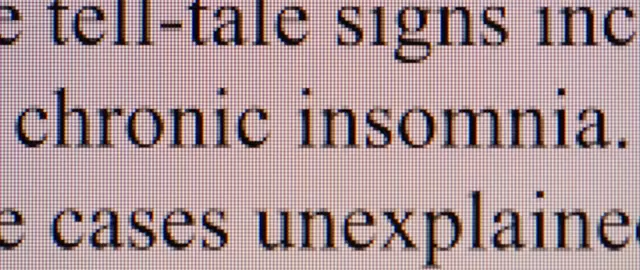 e tell-tale signs inc
chronic insomnia.
e cases unexplaine